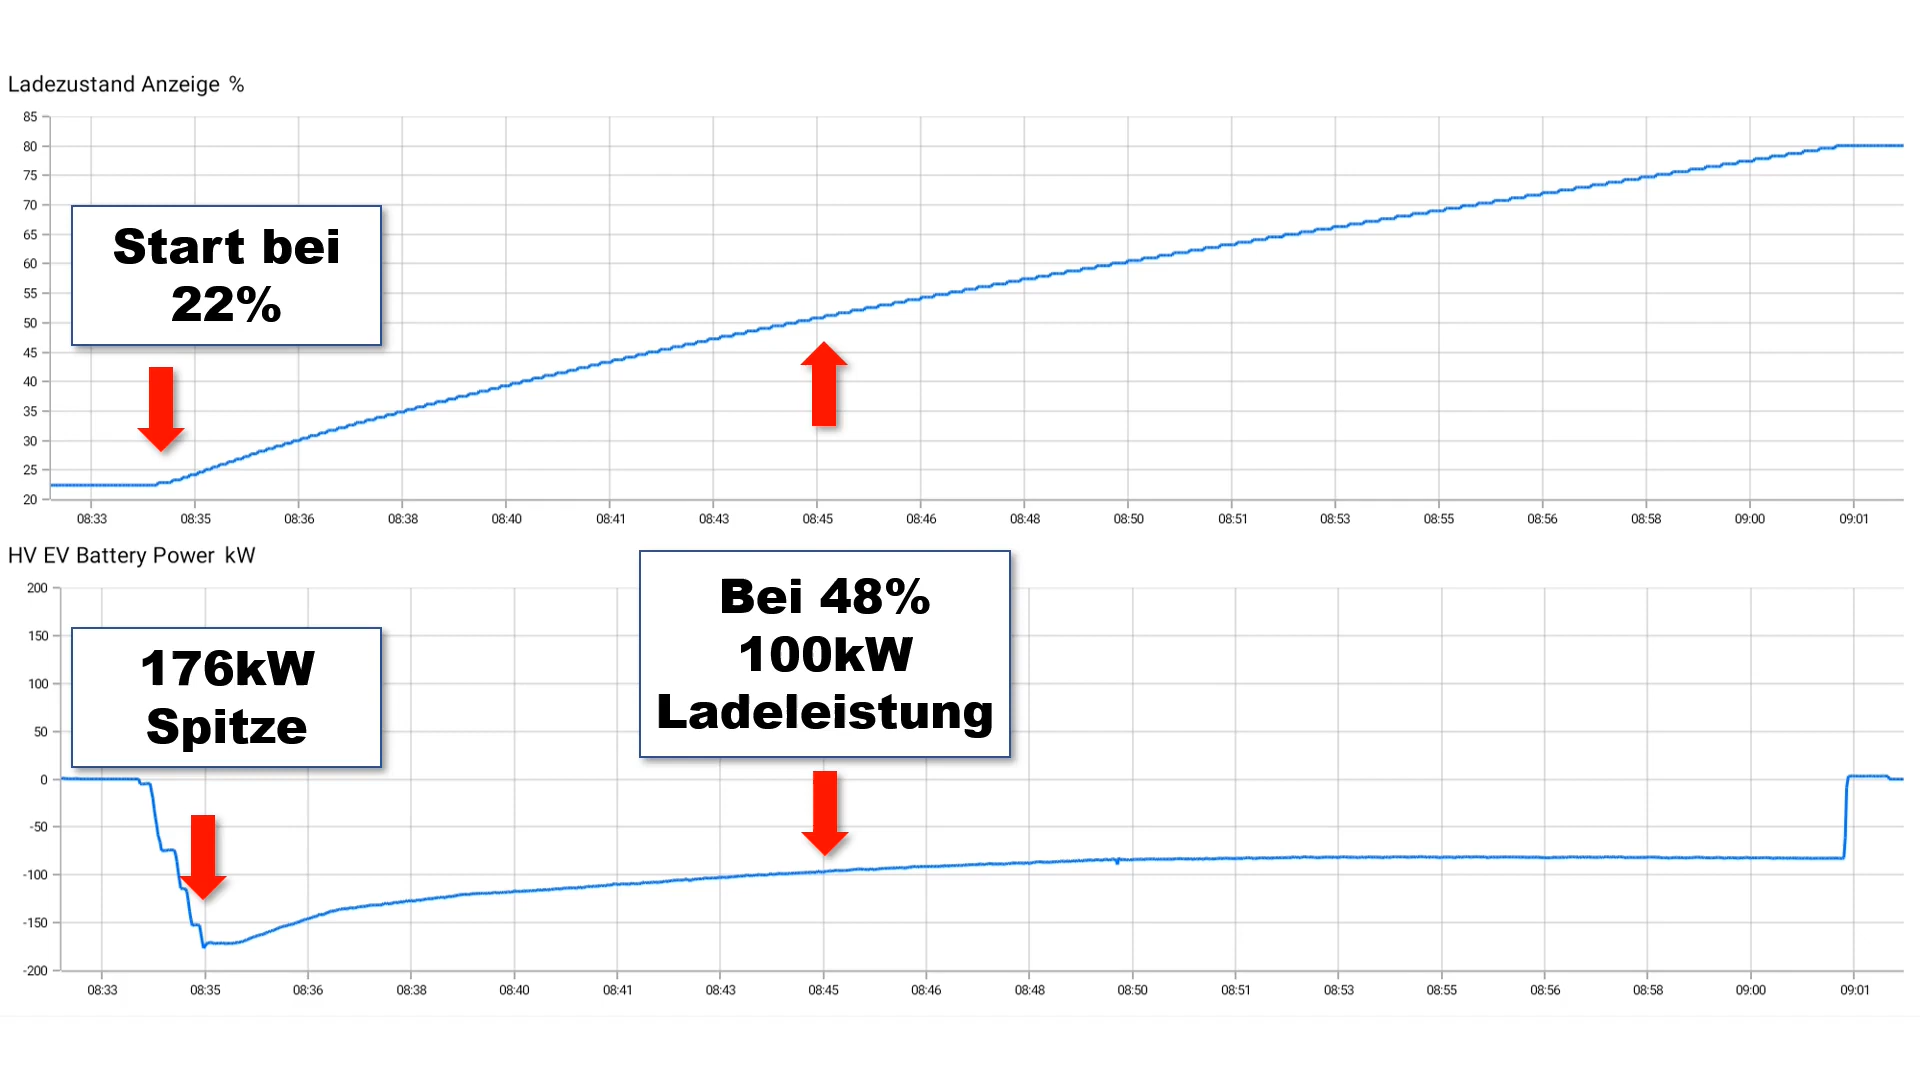 Ladezustand Anzeige %
85
80
75
70
65
60
55
50
45
40
35
30
25
20
Start bei
22%
08:33 08:35 08:36 08:38 08:40 08:41 08:43 08:45 08:46 08:48 08:50 08:51 08:53 08:55 08:56 08:58 09:00 09:01
HV EV Battery Power kW
200
150
100
50
0
-50
-100
-150
-200
176kW
Spitze
Bei 48%
100kW
Ladeleistung
08:33 08:35 08:36 08:38 08:40 08:41 08:43 08:45 08:46 08:48 08:50 08:51 08:53 08:55 08:56 08:58 09:00 09:01